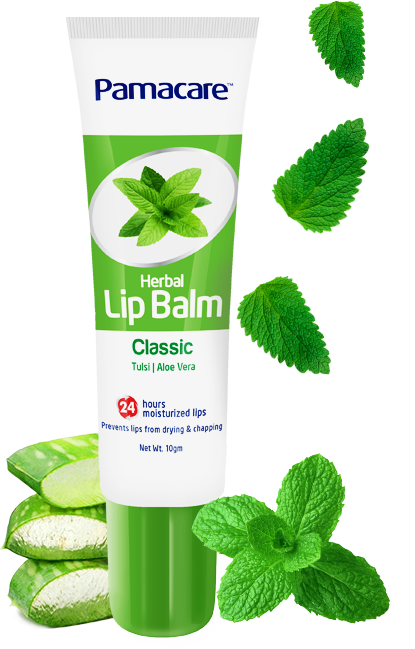 Pamacare™
Herbal
Lip Balm
Classic
Tulsi | Aloe Vera
24 hours
moisturized lips
Prevents lips from drying & chapping
Net Wt. 10gm